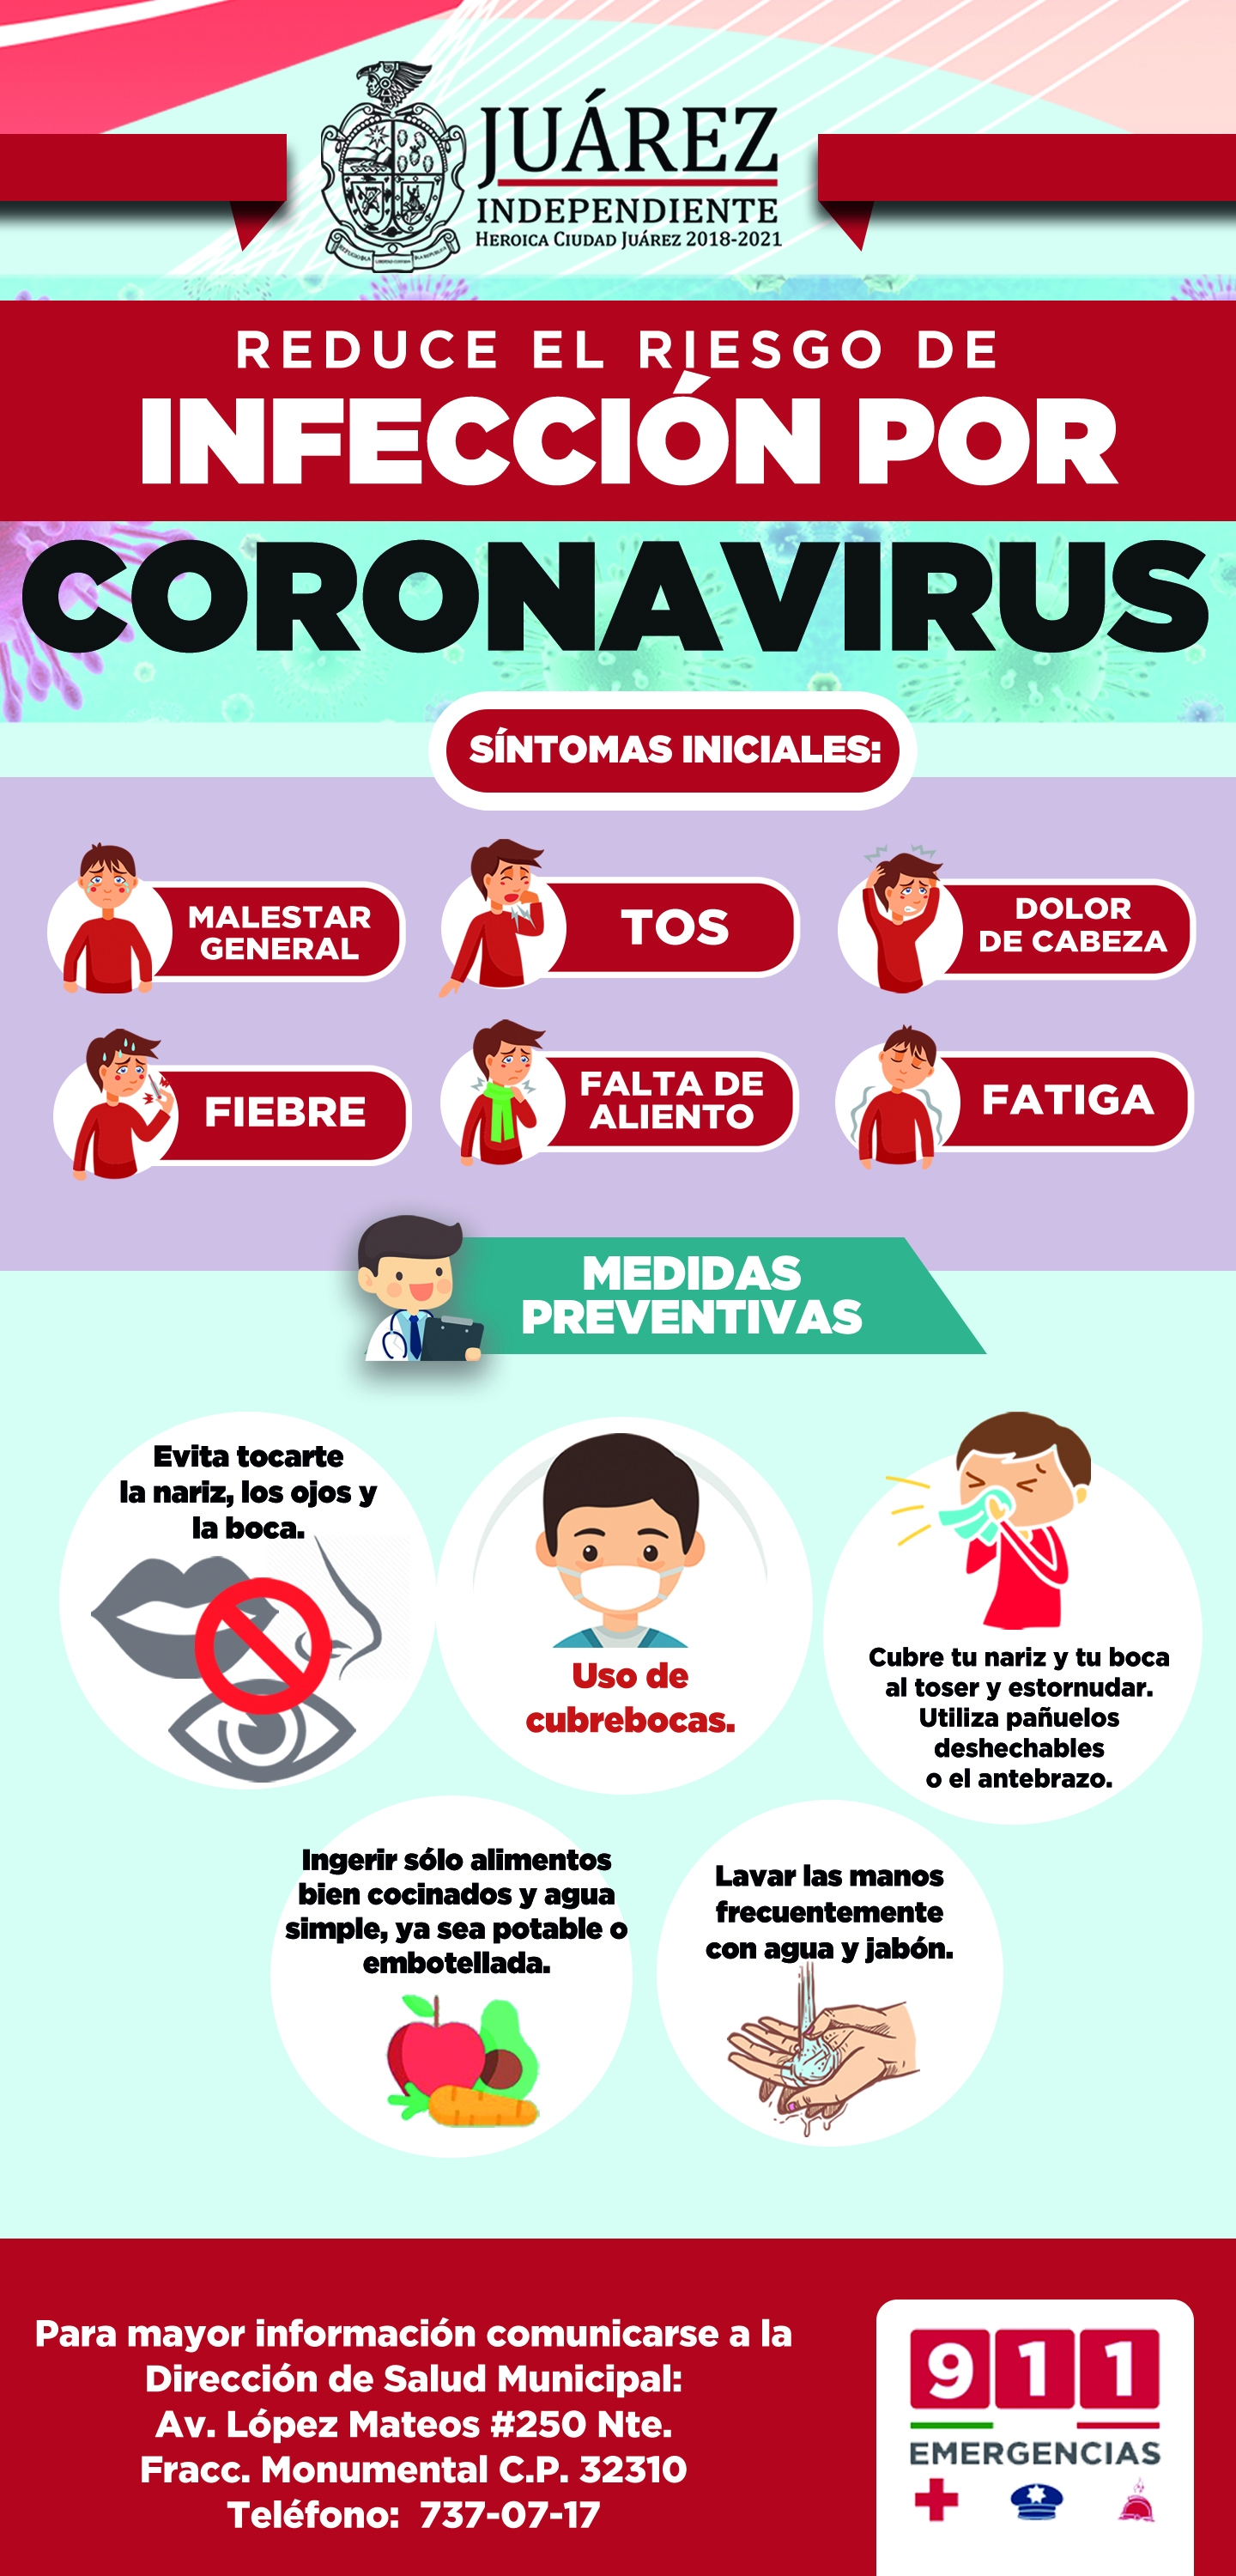 JUÁREZ
INDEPENDIENTE
HEROICA CIUDAD JUÁREZ 2018-2021
REDUCE EL RIESGO DE
INFECCIÓN POR
CORONAVIRUS
SÍNTOMAS INICIALES:
MALESTAR
GENERAL
TOS
DOLOR
DE CABEZA
FIEBRE
FALTA DE
ALIENTO
FATIGA
MEDIDAS
PREVENTIVAS
Evita tocarte
la nariz, los ojos y
la boca.
Uso de
cubrebocas.
Cubre tu nariz y tu boca
al toser y estornudar.
Utiliza pañuelos
deshechables
o el antebrazo.
Ingerir sólo alimentos
bien cocinados y agua
simple, ya sea potable o
embotellada.
Lavar las manos
frecuentemente
con agua y jabón.
Para mayor información comunicarse a la
Dirección de Salud Municipal:
Av. López Mateos #250 Nte.
Fracc. Monumental C.P. 32310
Teléfono: 737-07-17
911
EMERGENCIAS